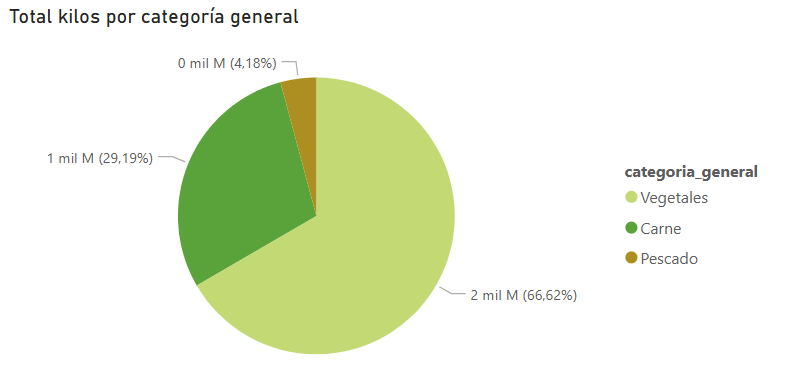 Total kilos por categoría general
0 mil M (4,18%)
1 mil M (29,19%)
2 mil M (66,62%)
categoria_general
Vegetales
Carne
Pescado